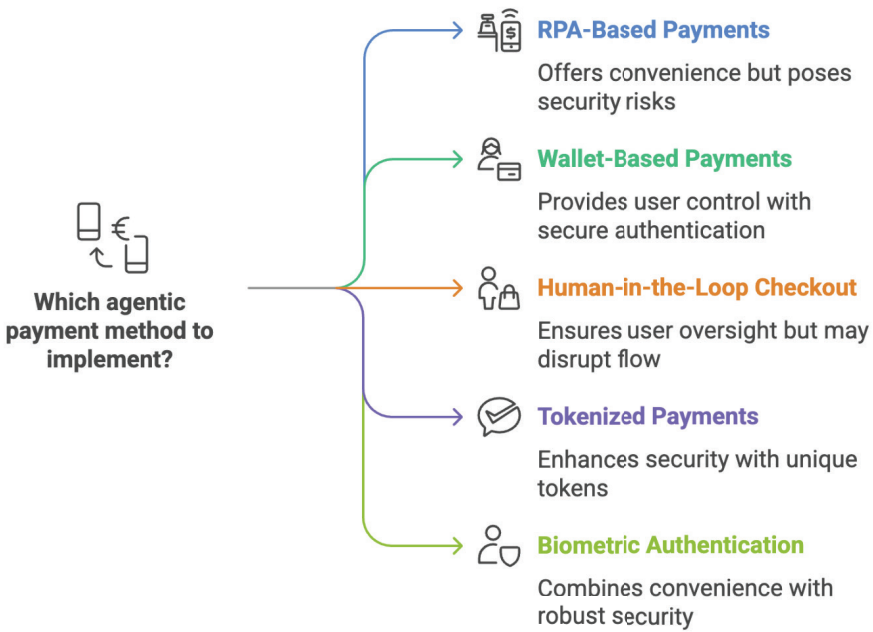 Which agentic
payment method to
implement?
RPA-Based Payments
Offers convenience but poses
security risks
Wallet-Based Payments
Provides user control with
secure authentication
Human-in-the-Loop Checkout
Ensures user oversight but may
disrupt flow
Tokenized Payments
Enhances security with unique
tokens
Biometric Authentication
Combines convenience with
robust security